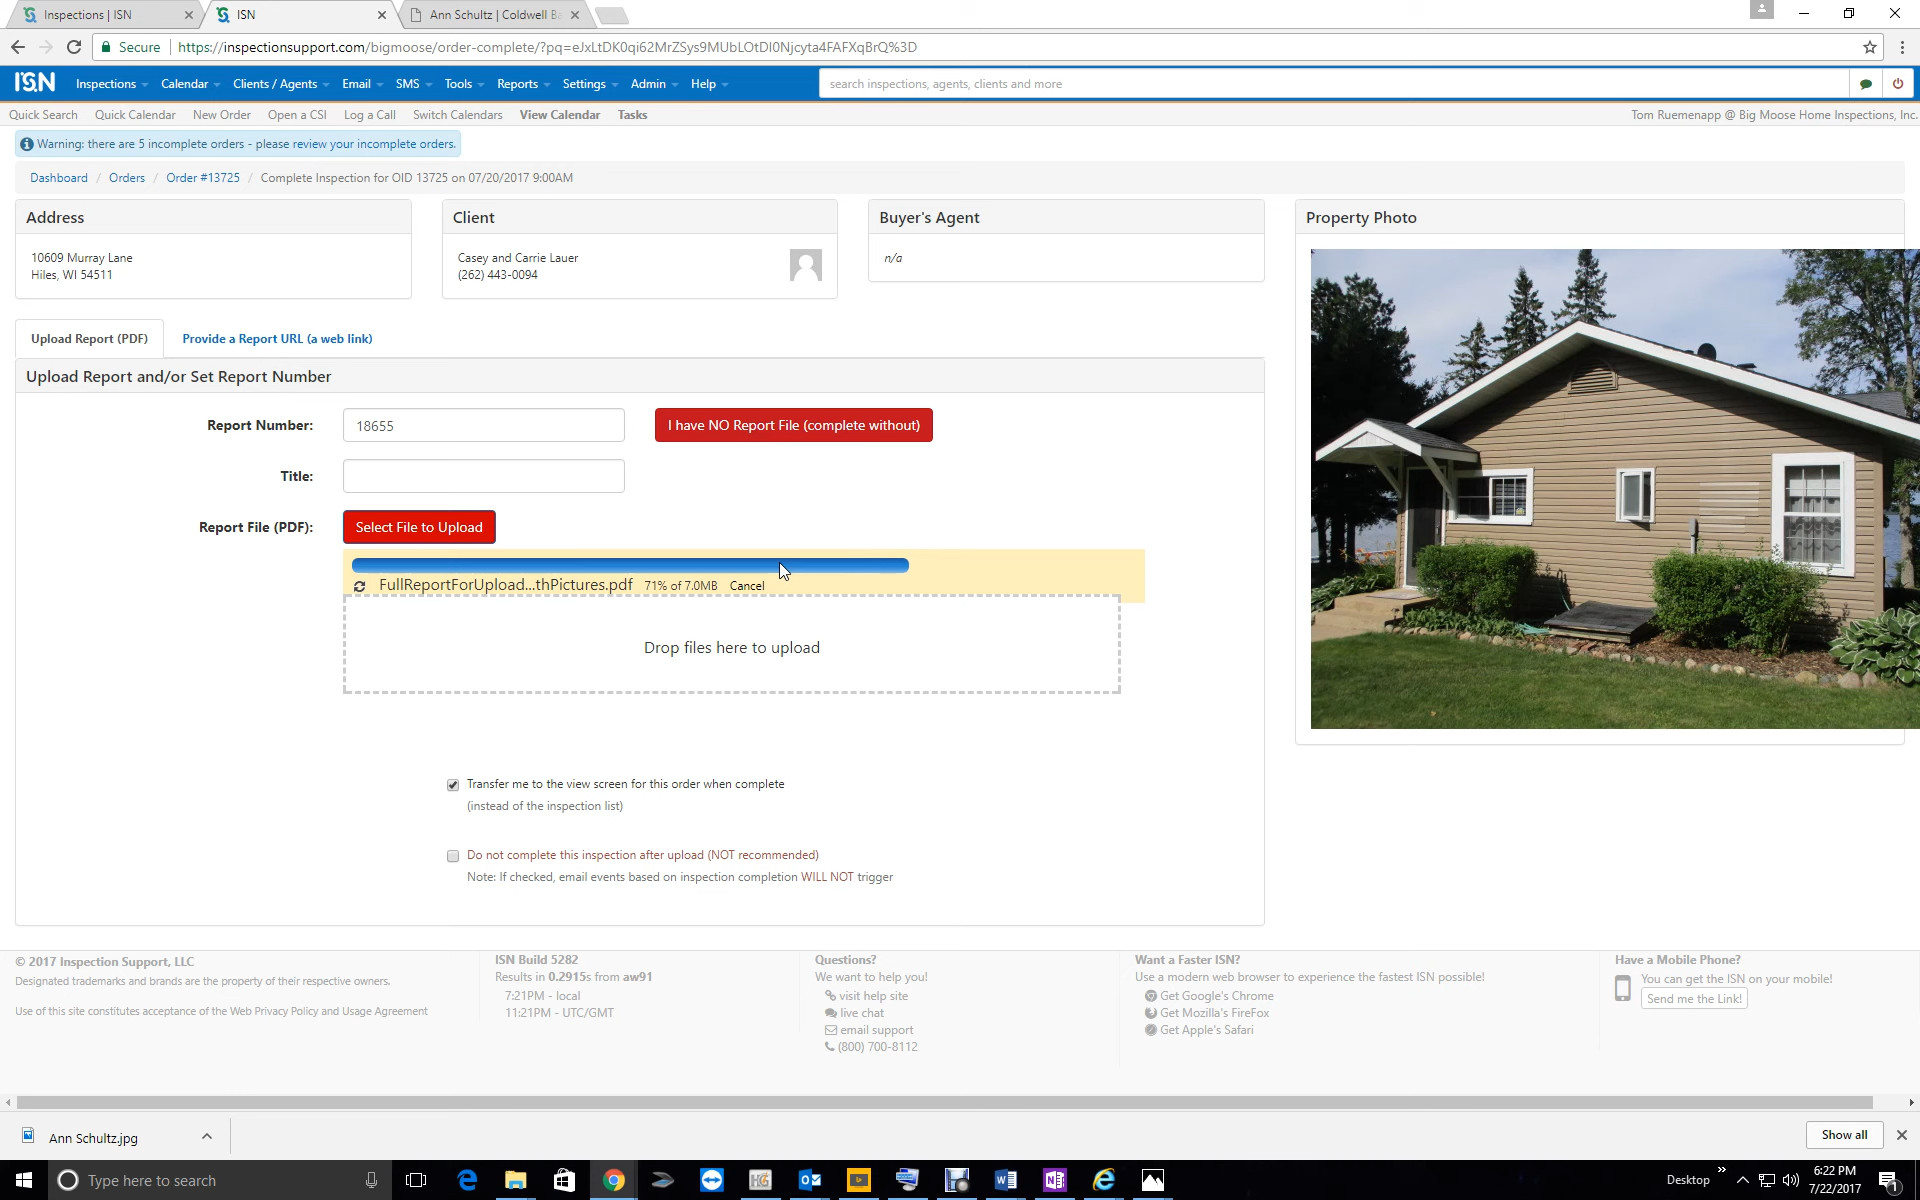 Inspections | ISN
ISN
Ann Schultz | Coldwell Ba
Secure
https://inspectionsupport.com/bigmoose/order-complete/?pq=eJxLtDK0qi62MrZSys9MUbLOtDI0Njcyta4FAFXqBrQ%3D
ISN
Inspections
Calendar
Clients / Agents
Email
SMS
Tools
Reports
Settings
Admin
Help
search inspections, agents, clients and more
Quick Search
Quick Calendar
New Order
Open a CSI
Log a Call
Switch Calendars
View Calendar
Tasks
Tom Ruemenapp @ Big Moose Home Inspections, Inc.
Warning: there are 5 incomplete orders - please review your incomplete orders.
Dashboard / Orders / Order #13725 / Complete Inspection for OID 13725 on 07/20/2017 9:00AM
Address
10609 Murray Lane
Hiles, WI 54511
Client
Casey and Carrie Lauer
(262) 443-0094
Buyer's Agent
n/a
Property Photo
Upload Report (PDF)
Provide a Report URL (a web link)
Upload Report and/or Set Report Number
Report Number:
18655
I have NO Report File (complete without)
Title:
Report File (PDF):
Select File to Upload
FullReportForUpload...thPictures.pdf 71% of 7.0MB Cancel
Drop files here to upload
Transfer me to the view screen for this order when complete
(instead of the inspection list)
Do not complete this inspection after upload (NOT recommended)
Note: If checked, email events based on inspection completion WILL NOT trigger
© 2017 Inspection Support, LLC
Designated trademarks and brands are the property of their respective owners.
Use of this site constitutes acceptance of the Web Privacy Policy and Usage Agreement
ISN Build 5282
Results in 0.2915s from aw91
7:21PM - local
11:21PM - UTC/GMT
Questions?
We want to help you!
visit help site
live chat
email support
(800) 700-8112
Want a Faster ISN?
Use a modern web browser to experience the fastest ISN possible!
Get Google's Chrome
Get Mozilla's FireFox
Get Apple's Safari
Have a Mobile Phone?
You can get the ISN on your mobile!
Send me the Link!
Ann Schultz.jpg
Show all
Type here to search
Desktop
6:22 PM
7/22/2017
1